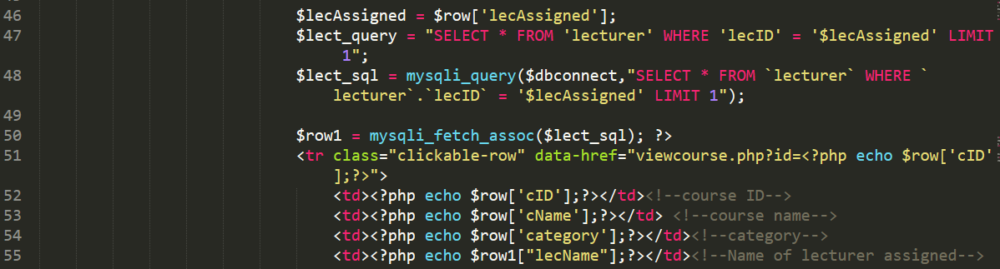 46 $lecAssigned = $row['lecAssigned'];
47 $lect_query = "SELECT * FROM 'lecturer' WHERE 'lecID' = '$lecAssigned' LIMIT
1";
48 $lect_sql = mysqli_query($dbconnect,"SELECT * FROM `lecturer` WHERE `
lecturer`.`lecID` = '$lecAssigned' LIMIT 1");
49
50 $row1 = mysqli_fetch_assoc($lect_sql); ?>
51 <tr class="clickable-row" data-href="viewcourse.php?id=<?php echo $row['cID'
];?>">
52 <td><?php echo $row['cID'];?></td><!--course ID-->
53 <td><?php echo $row['cName'];?></td> <!--course name-->
54 <td><?php echo $row['category'];?></td><!--category-->
55 <td><?php echo $row1["lecName"];?></td><!--Name of lecturer assigned-->